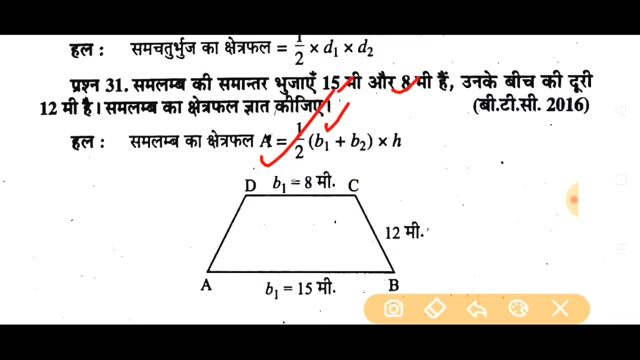 हल : समचतुर्भुज का क्षेत्रफल = 1/2 × d₁ × d₂
प्रश्न 31. समलम्ब की समान्तर भुजाएँ 15 मी और 8 मी हैं, उनके बीच की दूरी
12 मी है। समलम्ब का क्षेत्रफल ज्ञात कीजिए। (बी.टी.सी. 2016)
हल : समलम्ब का क्षेत्रफल A = 1/2 (b₁ + b₂) × h
D b₁ = 8 मी. C
12 मी.
A b₁ = 15 मी. B